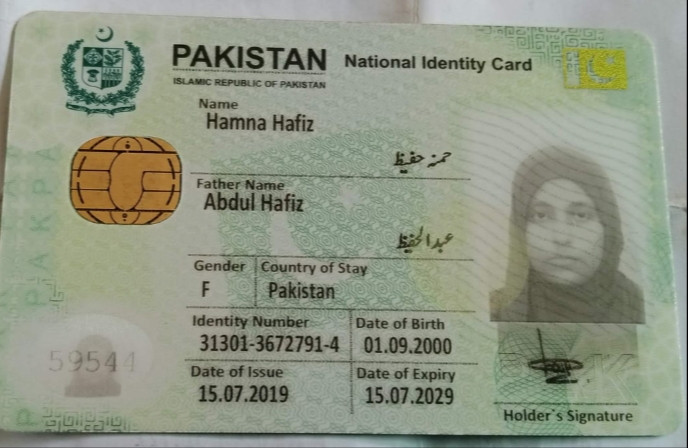 PAKISTAN National Identity Card
ISLAMIC REPUBLIC OF PAKISTAN
Name
Hamna Hafiz
حمنہ حفیظ
Father Name
Abdul Hafiz
عبدالحفیظ
Gender Country of Stay
F Pakistan
Identity Number Date of Birth
31301-3672791-4 01.09.2000
Date of Issue Date of Expiry
15.07.2019 15.07.2029
59544
Holder's Signature